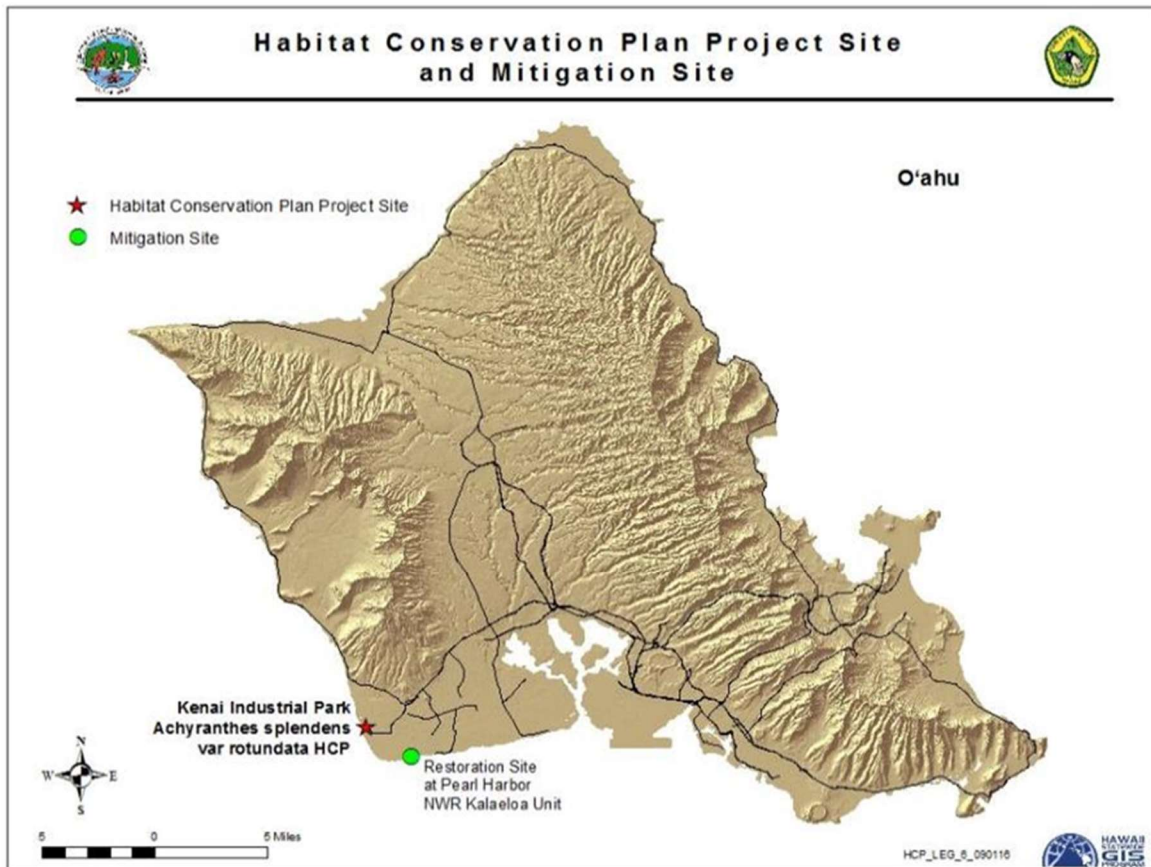 Habitat Conservation Plan Project Site
and Mitigation Site
O‘ahu
Habitat Conservation Plan Project Site
Mitigation Site
Kenai Industrial Park
Achyranthes splendens
var rotundata HCP
Restoration Site
at Pearl Harbor
NWR Kalaeloa Unit
N
W E
S
5 0 5 Miles
HCP_LEG_6_090116
HAWAII
STATEWIDE
GIS
PROGRAM